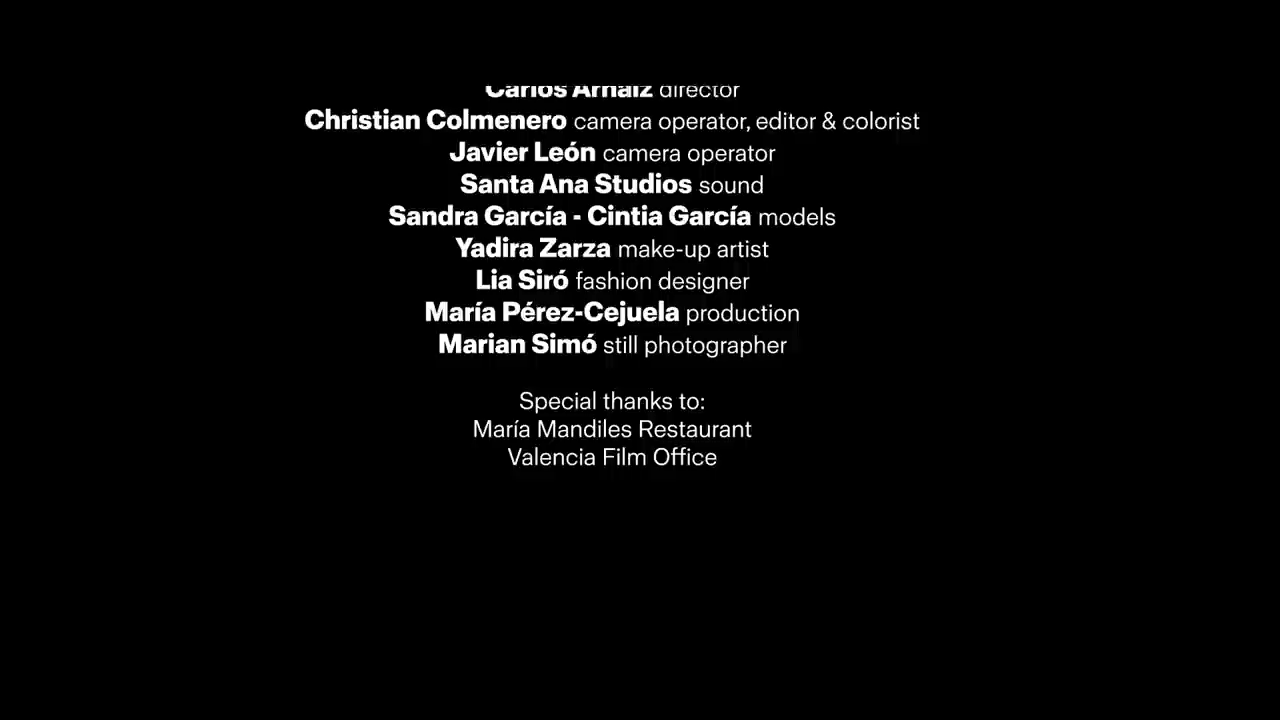 Carlos Arnaiz director
Christian Colmenero camera operator, editor & colorist
Javier León camera operator
Santa Ana Studios sound
Sandra García - Cintia García models
Yadira Zarza make-up artist
Lia Siró fashion designer
María Pérez-Cejuela production
Marian Simó still photographer
Special thanks to:
María Mandiles Restaurant
Valencia Film Office